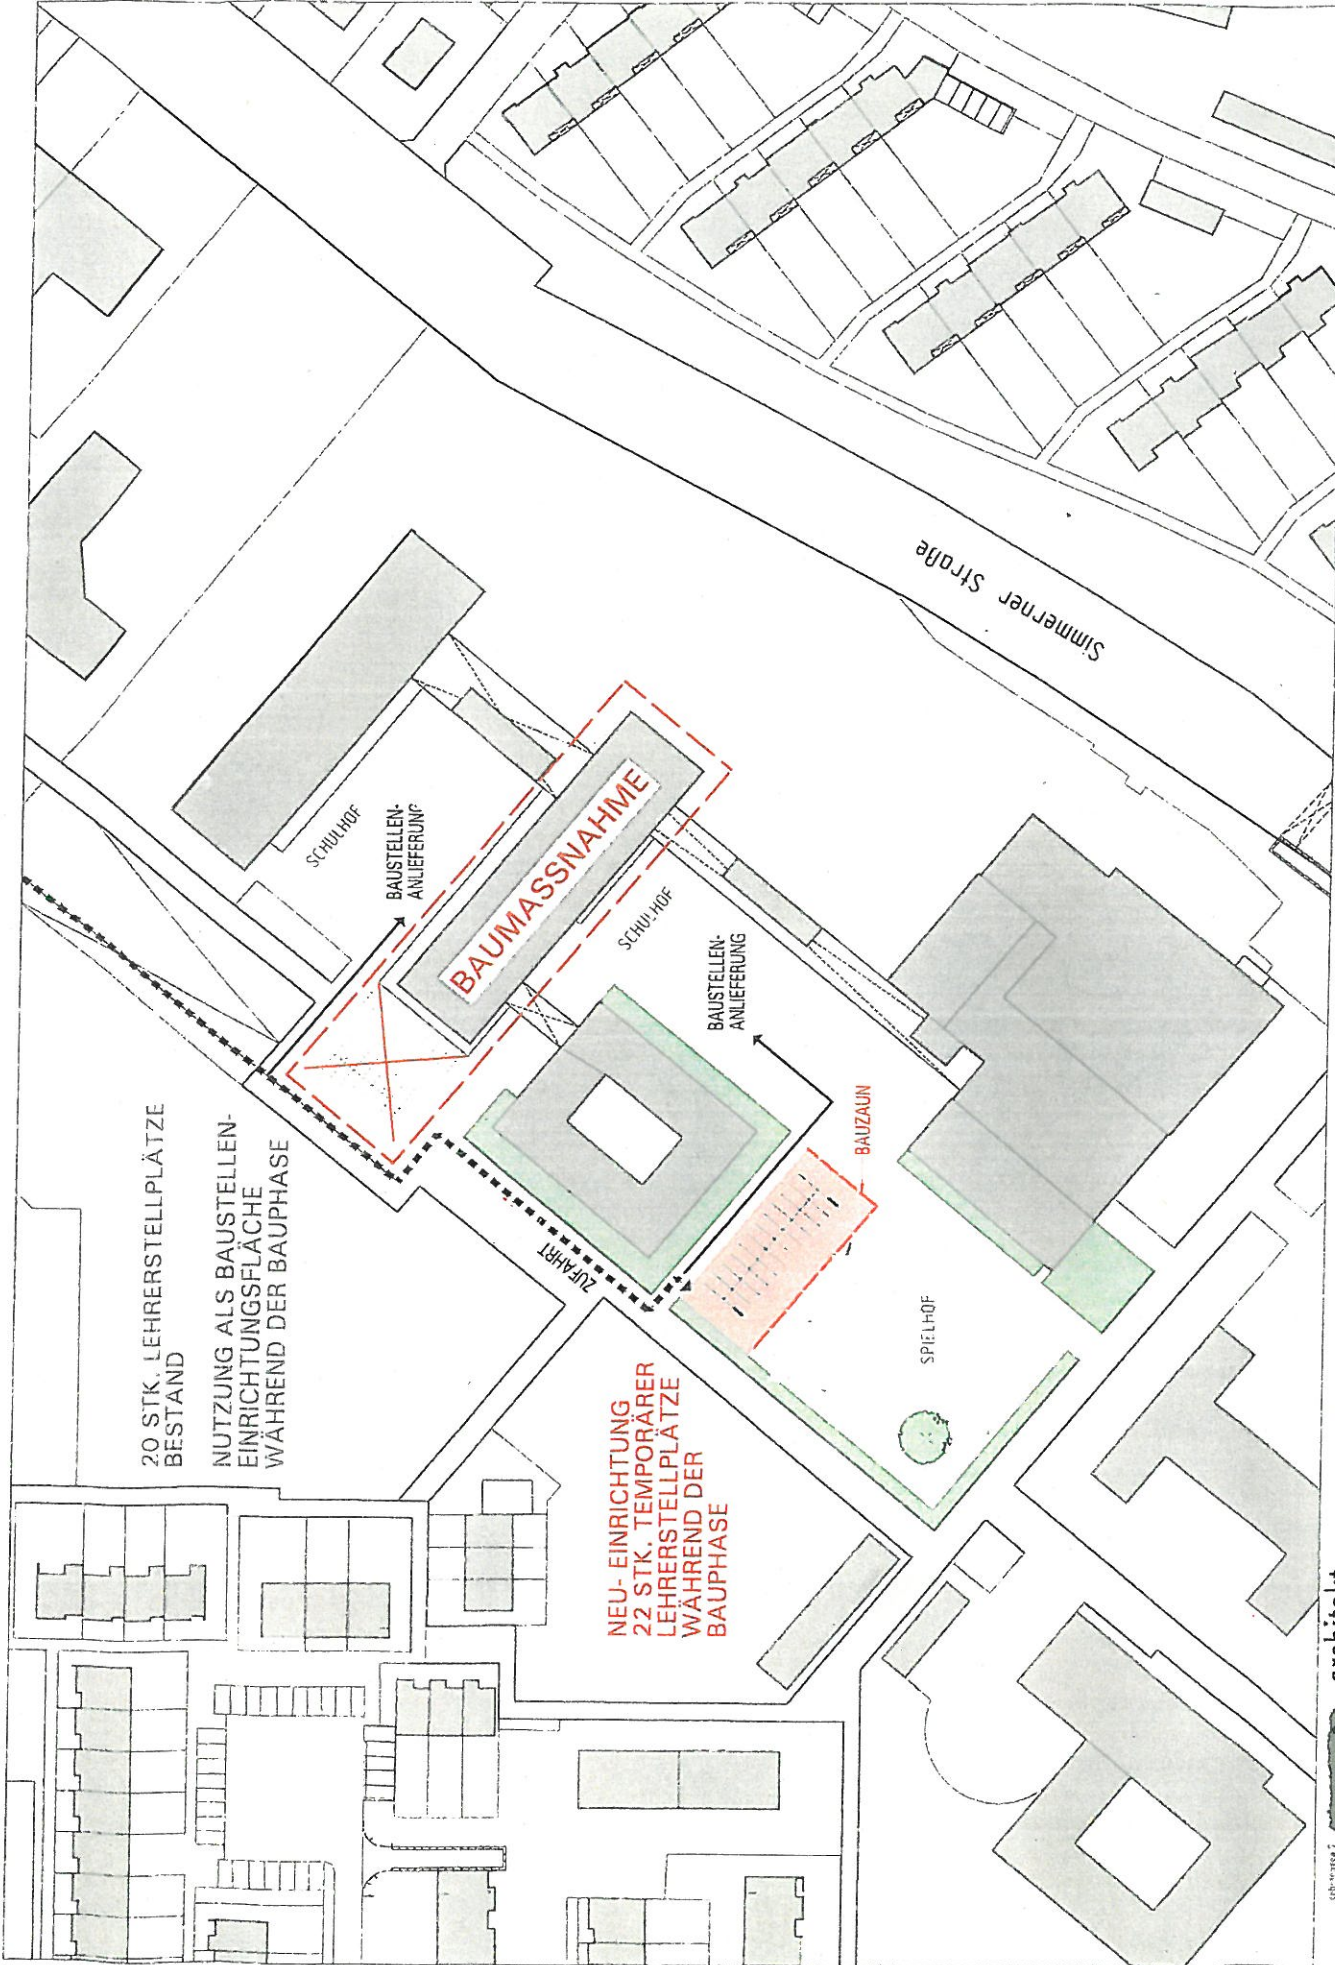 20 STK. LEHRERSTELLPLÄTZE
BESTAND
NUTZUNG ALS BAUSTELLEN-
EINRICHTUNGSFLÄCHE
WÄHREND DER BAUPHASE
SCHULHOF
BAUSTELLEN-
ANLIEFERUNG
BAUMASSNAHME
SCHULHOF
BAUSTELLEN-
ANLIEFERUNG
ZUFAHRT
BAUZAUN
NEU- EINRICHTUNG
22 STK. TEMPORÄRER
LEHRERSTELLPLÄTZE
WÄHREND DER
BAUPHASE
SPIELHOF
Simmerner Straße